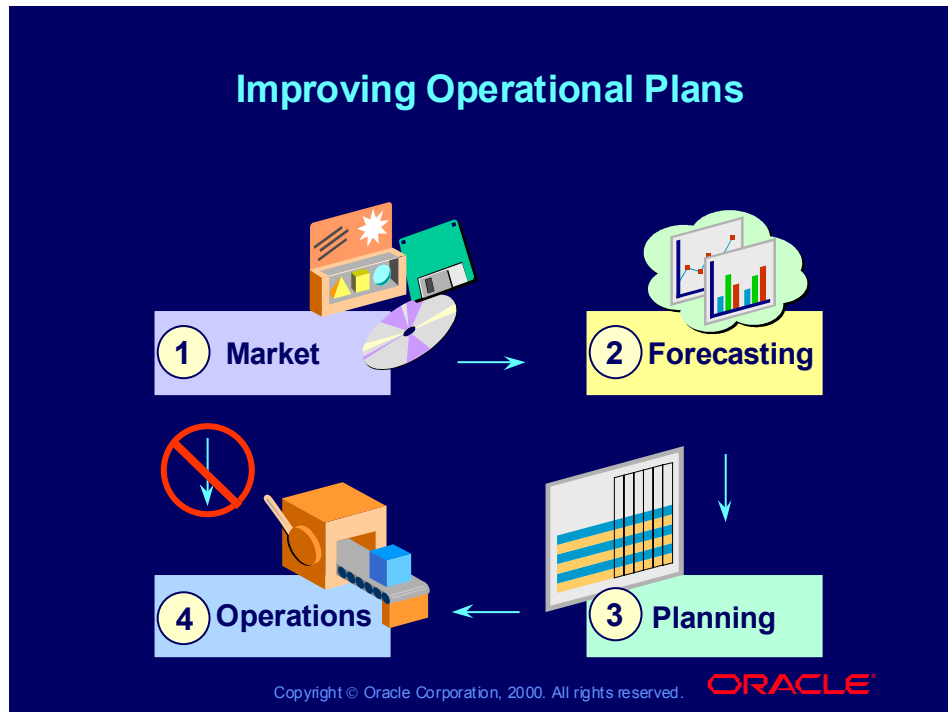 Improving Operational Plans
1 Market
2 Forecasting
3 Planning
4 Operations
Copyright © Oracle Corporation, 2000. All rights reserved.
ORACLE®